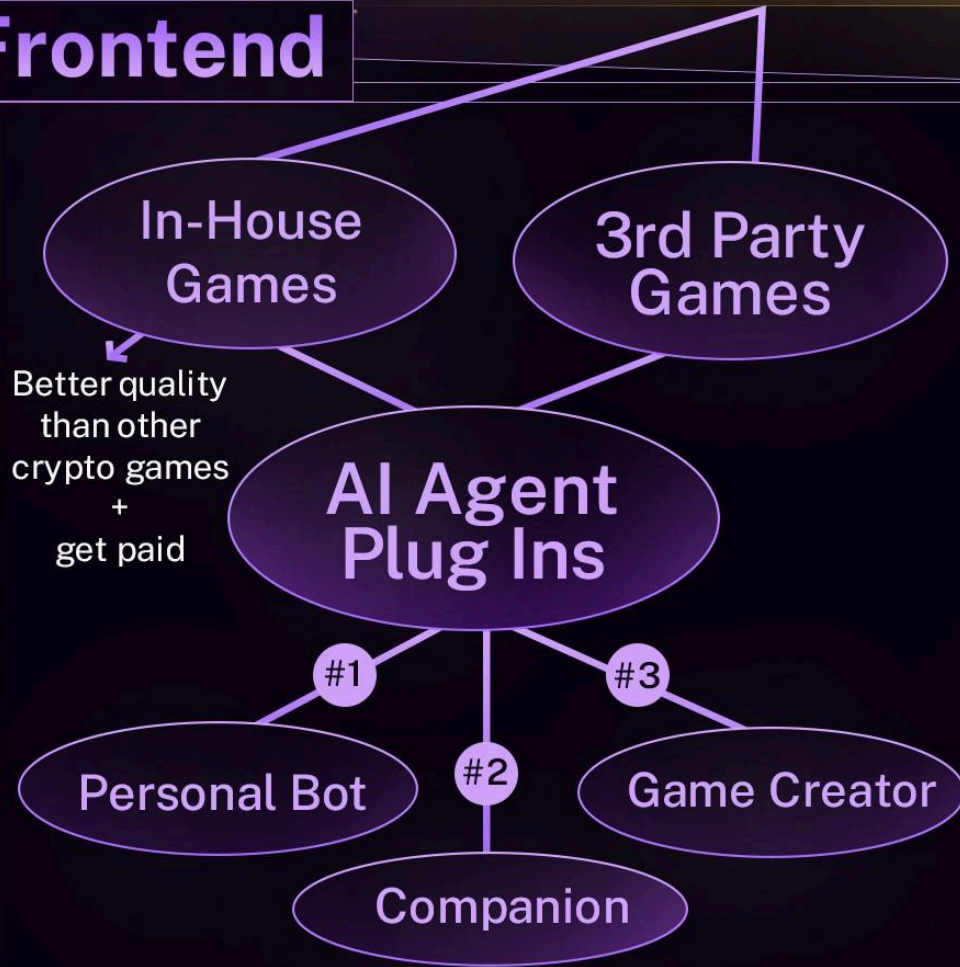 Frontend
In-House
Games
3rd Party
Games
Better quality
than other
crypto games
+
get paid
AI Agent
Plug Ins
#1
#2
#3
Personal Bot
Companion
Game Creator